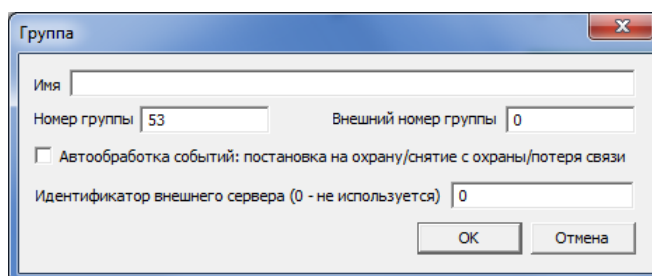 Группа
Имя
Номер группы 53 Внешний номер группы 0
Автообработка событий: постановка на охрану/снятие с охраны/потеря связи
Идентификатор внешнего сервера (0 - не используется) 0
OK Отмена